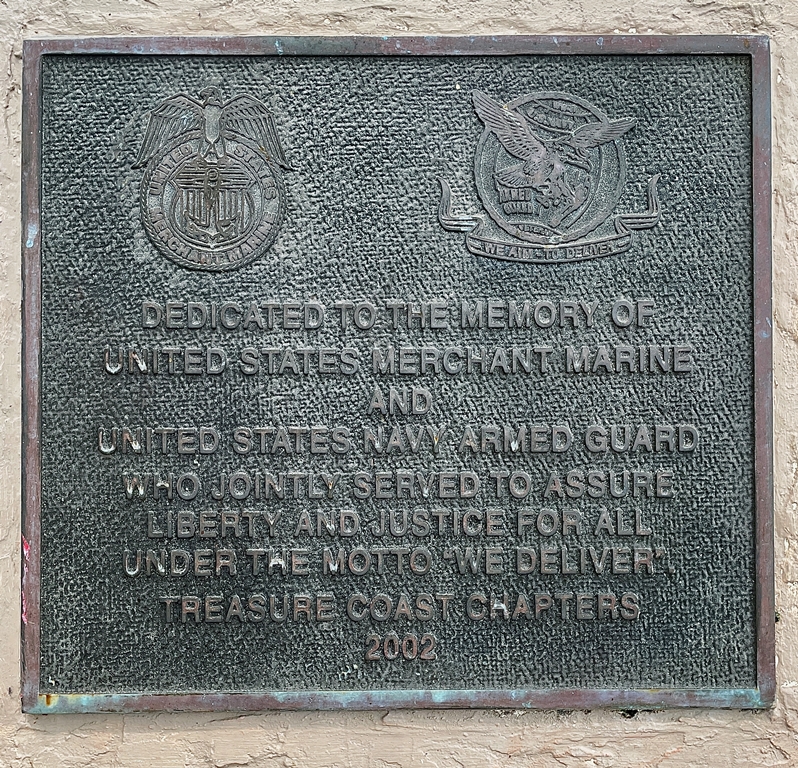 UNITED STATES
MERCHANT MARINE
WE AIM TO DELIVER
DEDICATED TO THE MEMORY OF
UNITED STATES MERCHANT MARINE
AND
UNITED STATES NAVY ARMED GUARD
WHO JOINTLY SERVED TO ASSURE
LIBERTY AND JUSTICE FOR ALL
UNDER THE MOTTO "WE DELIVER".
TREASURE COAST CHAPTERS
2002